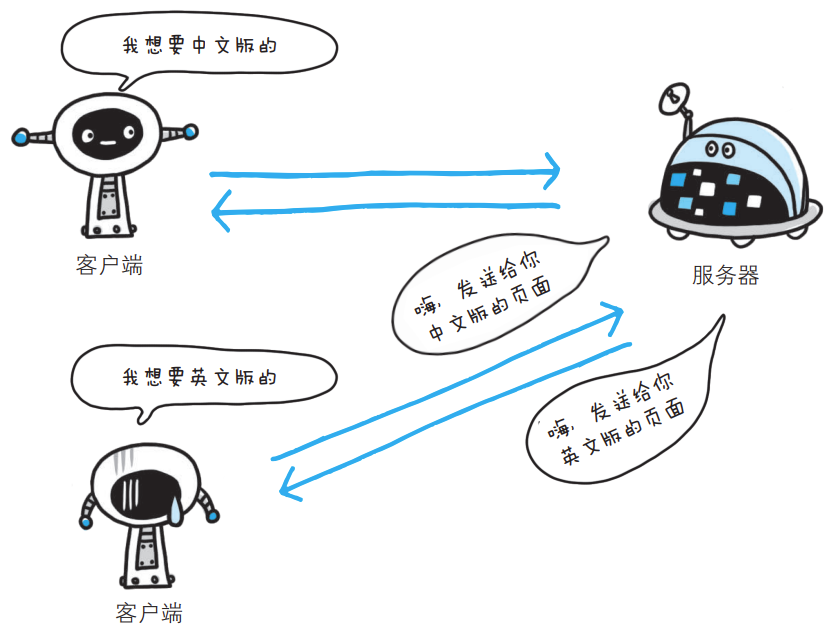 我想要中文版的
客户端
服务器
嗨，发送给你
中文版的页面
我想要英文版的
嗨，发送给你
英文版的页面
客户端